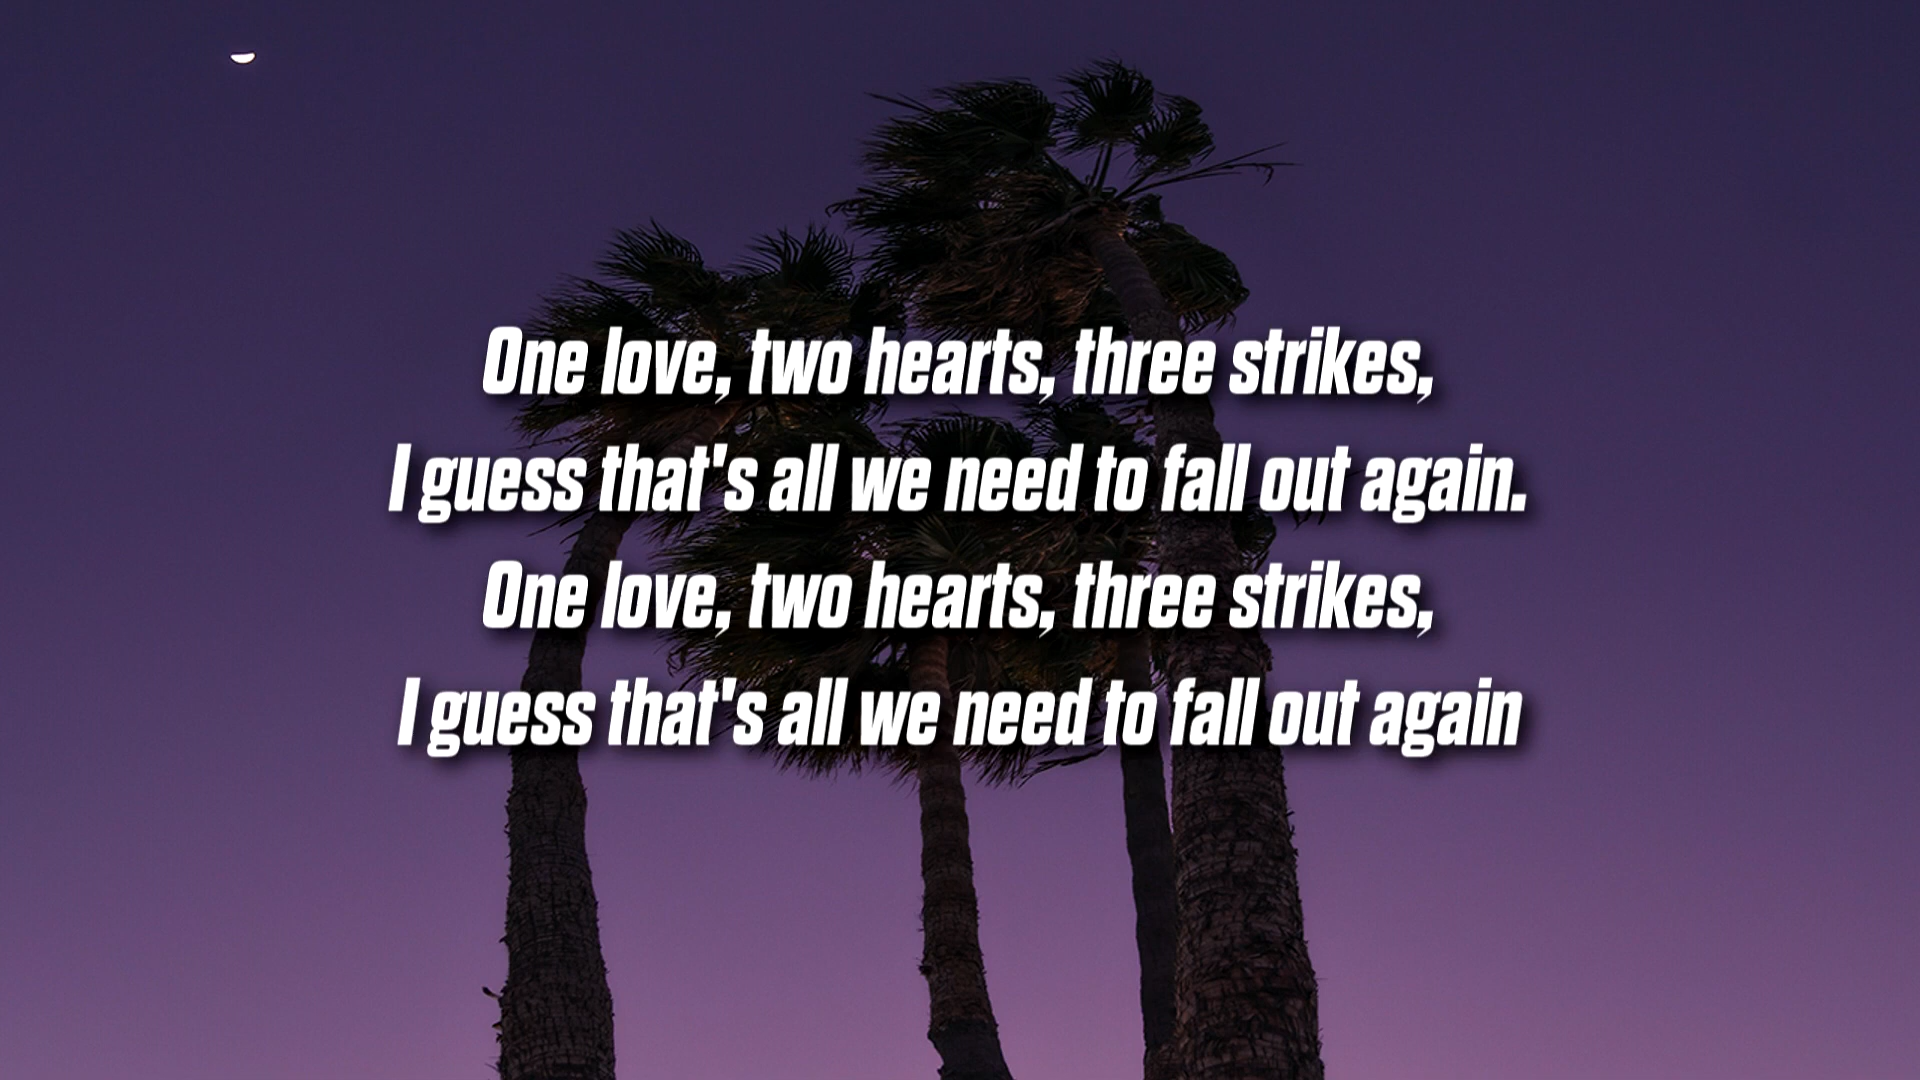 One love, two hearts, three strikes,
I guess that's all we need to fall out again.
One love, two hearts, three strikes,
I guess that's all we need to fall out again